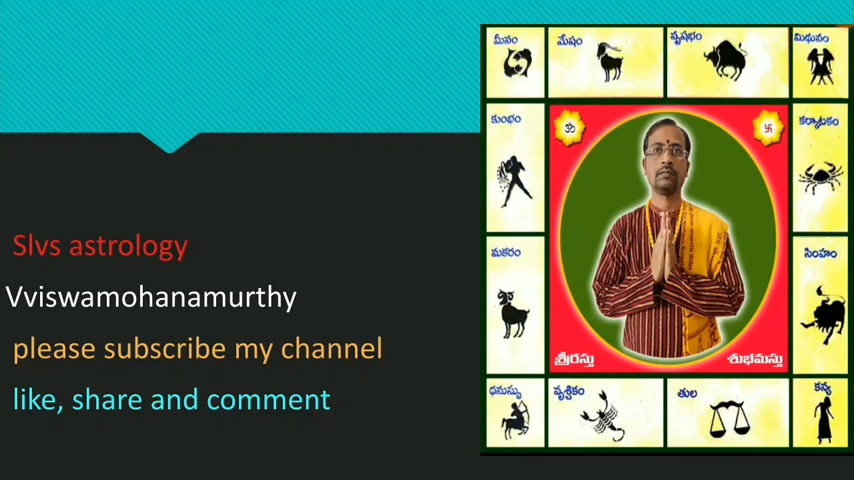 Slvs astrology
Vviswamohanamurthy
please subscribe my channel
like, share and comment
మీనం
మేషం
వృషభం
మిథునం
కుంభం
ॐ
卐
కర్కాటకం
మకరం
సింహం
శ్రీరస్తు
శుభమస్తు
ధనుస్సు
వృశ్చికం
తుల
కన్య